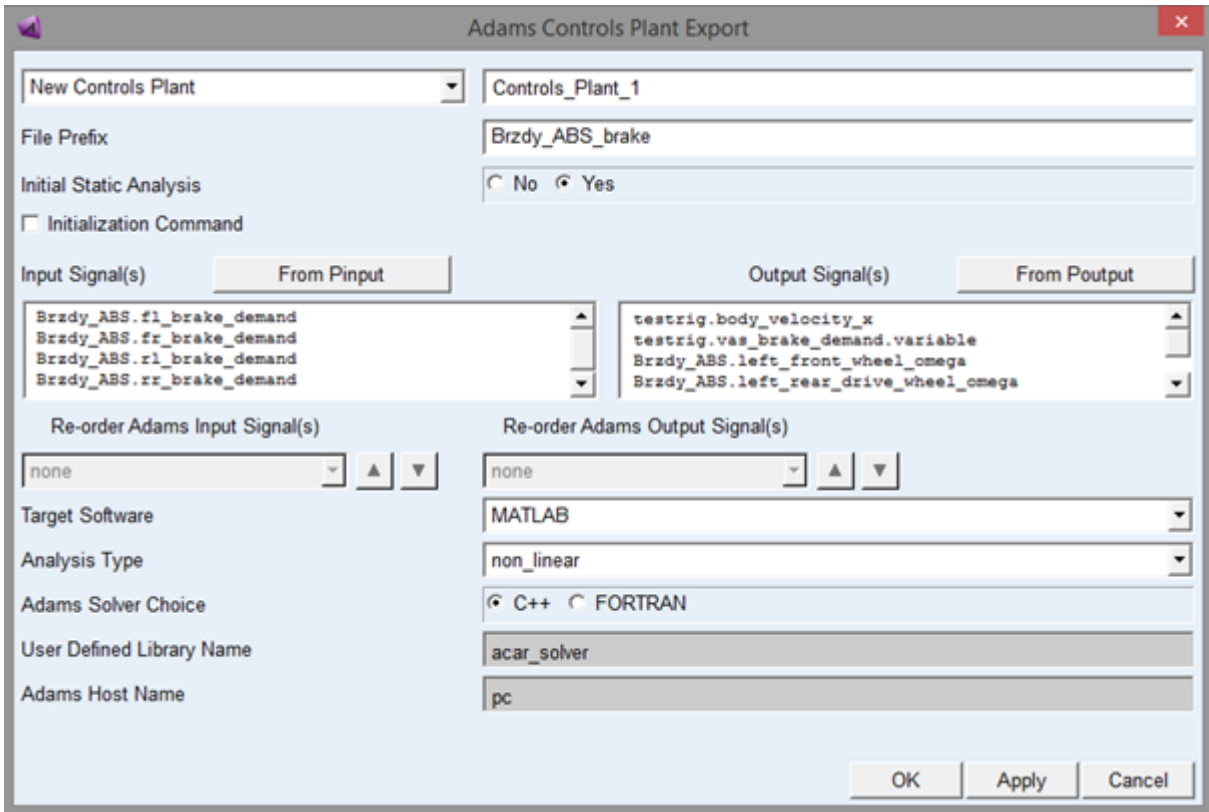 Adams Controls Plant Export
New Controls Plant Controls_Plant_1
File Prefix Brzdy_ABS_brake
Initial Static Analysis No Yes
Initialization Command
Input Signal(s) From Pinput Output Signal(s) From Poutput
Brzdy_ABS.fl_brake_demand
Brzdy_ABS.fr_brake_demand
Brzdy_ABS.rl_brake_demand
Brzdy_ABS.rr_brake_demand
testrig.body_velocity_x
testrig.vas_brake_demand.variable
Brzdy_ABS.left_front_wheel_omega
Brzdy_ABS.left_rear_drive_wheel_omega
Re-order Adams Input Signal(s) Re-order Adams Output Signal(s)
none none
Target Software MATLAB
Analysis Type non_linear
Adams Solver Choice C++ FORTRAN
User Defined Library Name acar_solver
Adams Host Name pc
OK Apply Cancel